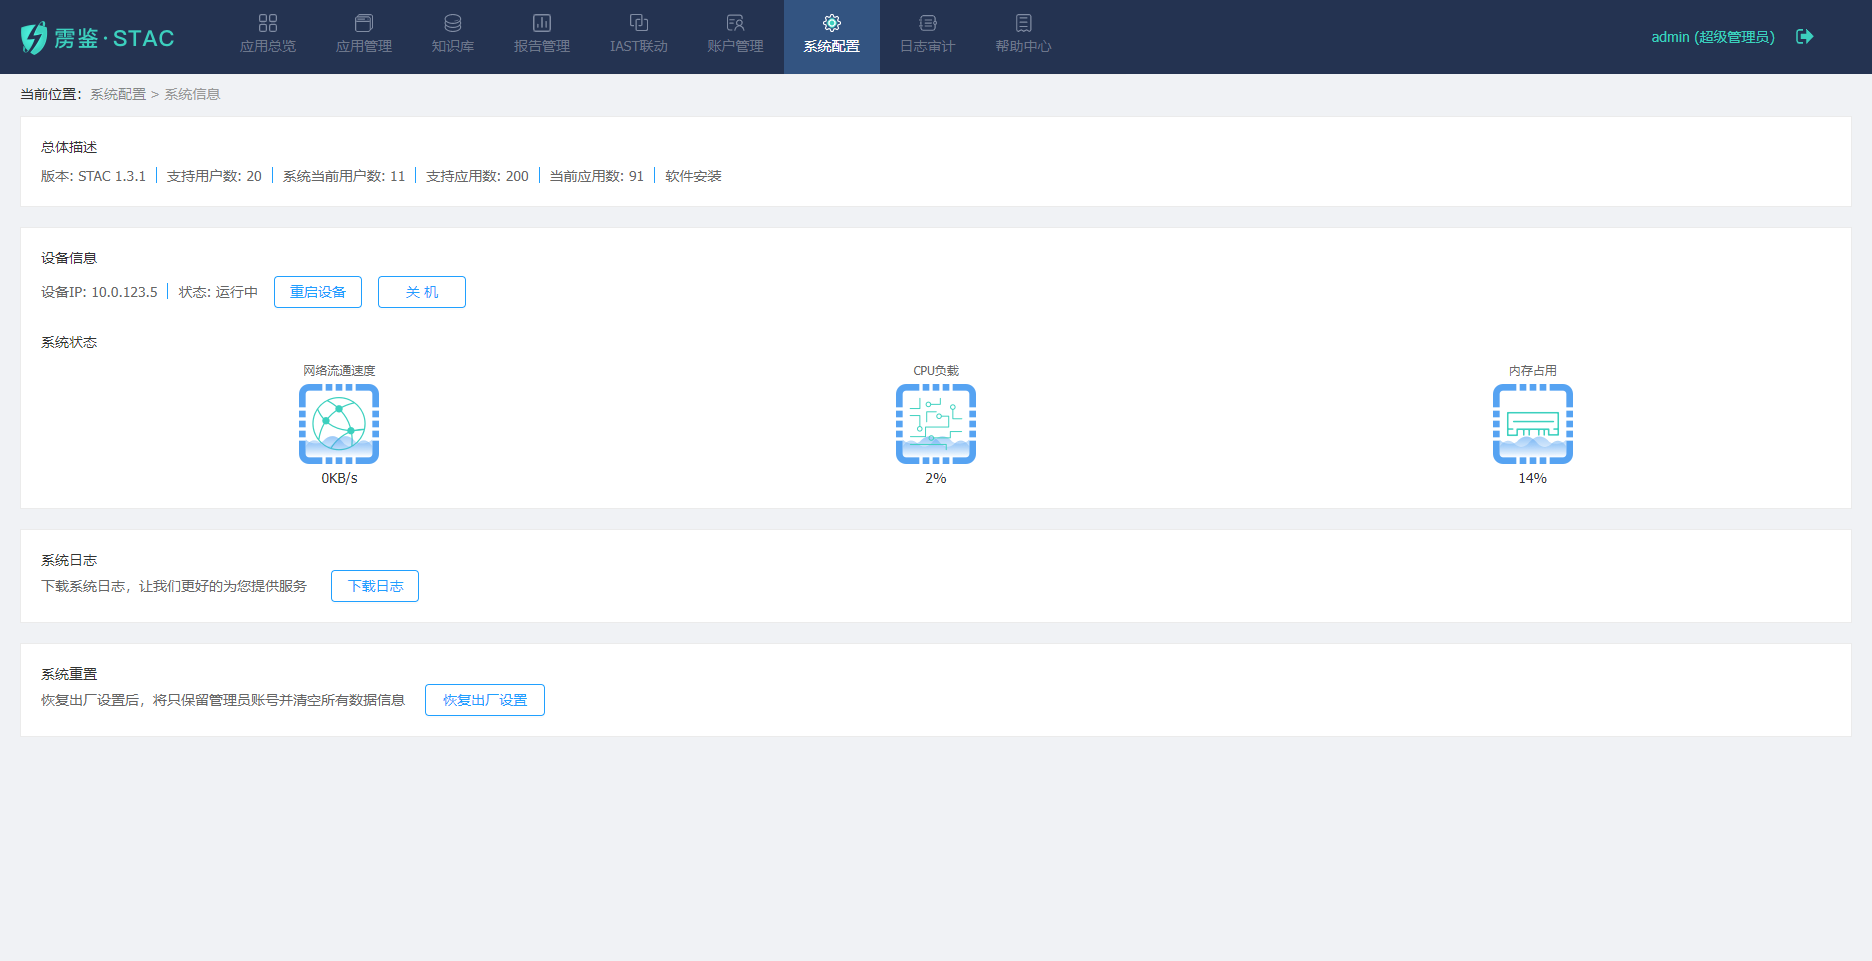 雳鉴·STAC
应用总览
应用管理
知识库
报告管理
IAST联动
账户管理
系统配置
日志审计
帮助中心
admin (超级管理员)
当前位置：系统配置 > 系统信息
总体描述
版本: STAC 1.3.1 支持用户数: 20 系统当前用户数: 11 支持应用数: 200 当前应用数: 91 软件安装
设备信息
设备IP: 10.0.123.5 状态: 运行中 重启设备 关 机
系统状态
网络流通速度
0KB/s
CPU负载
2%
内存占用
14%
系统日志
下载系统日志，让我们更好的为您提供服务 下载日志
系统重置
恢复出厂设置后，将只保留管理员账号并清空所有数据信息 恢复出厂设置